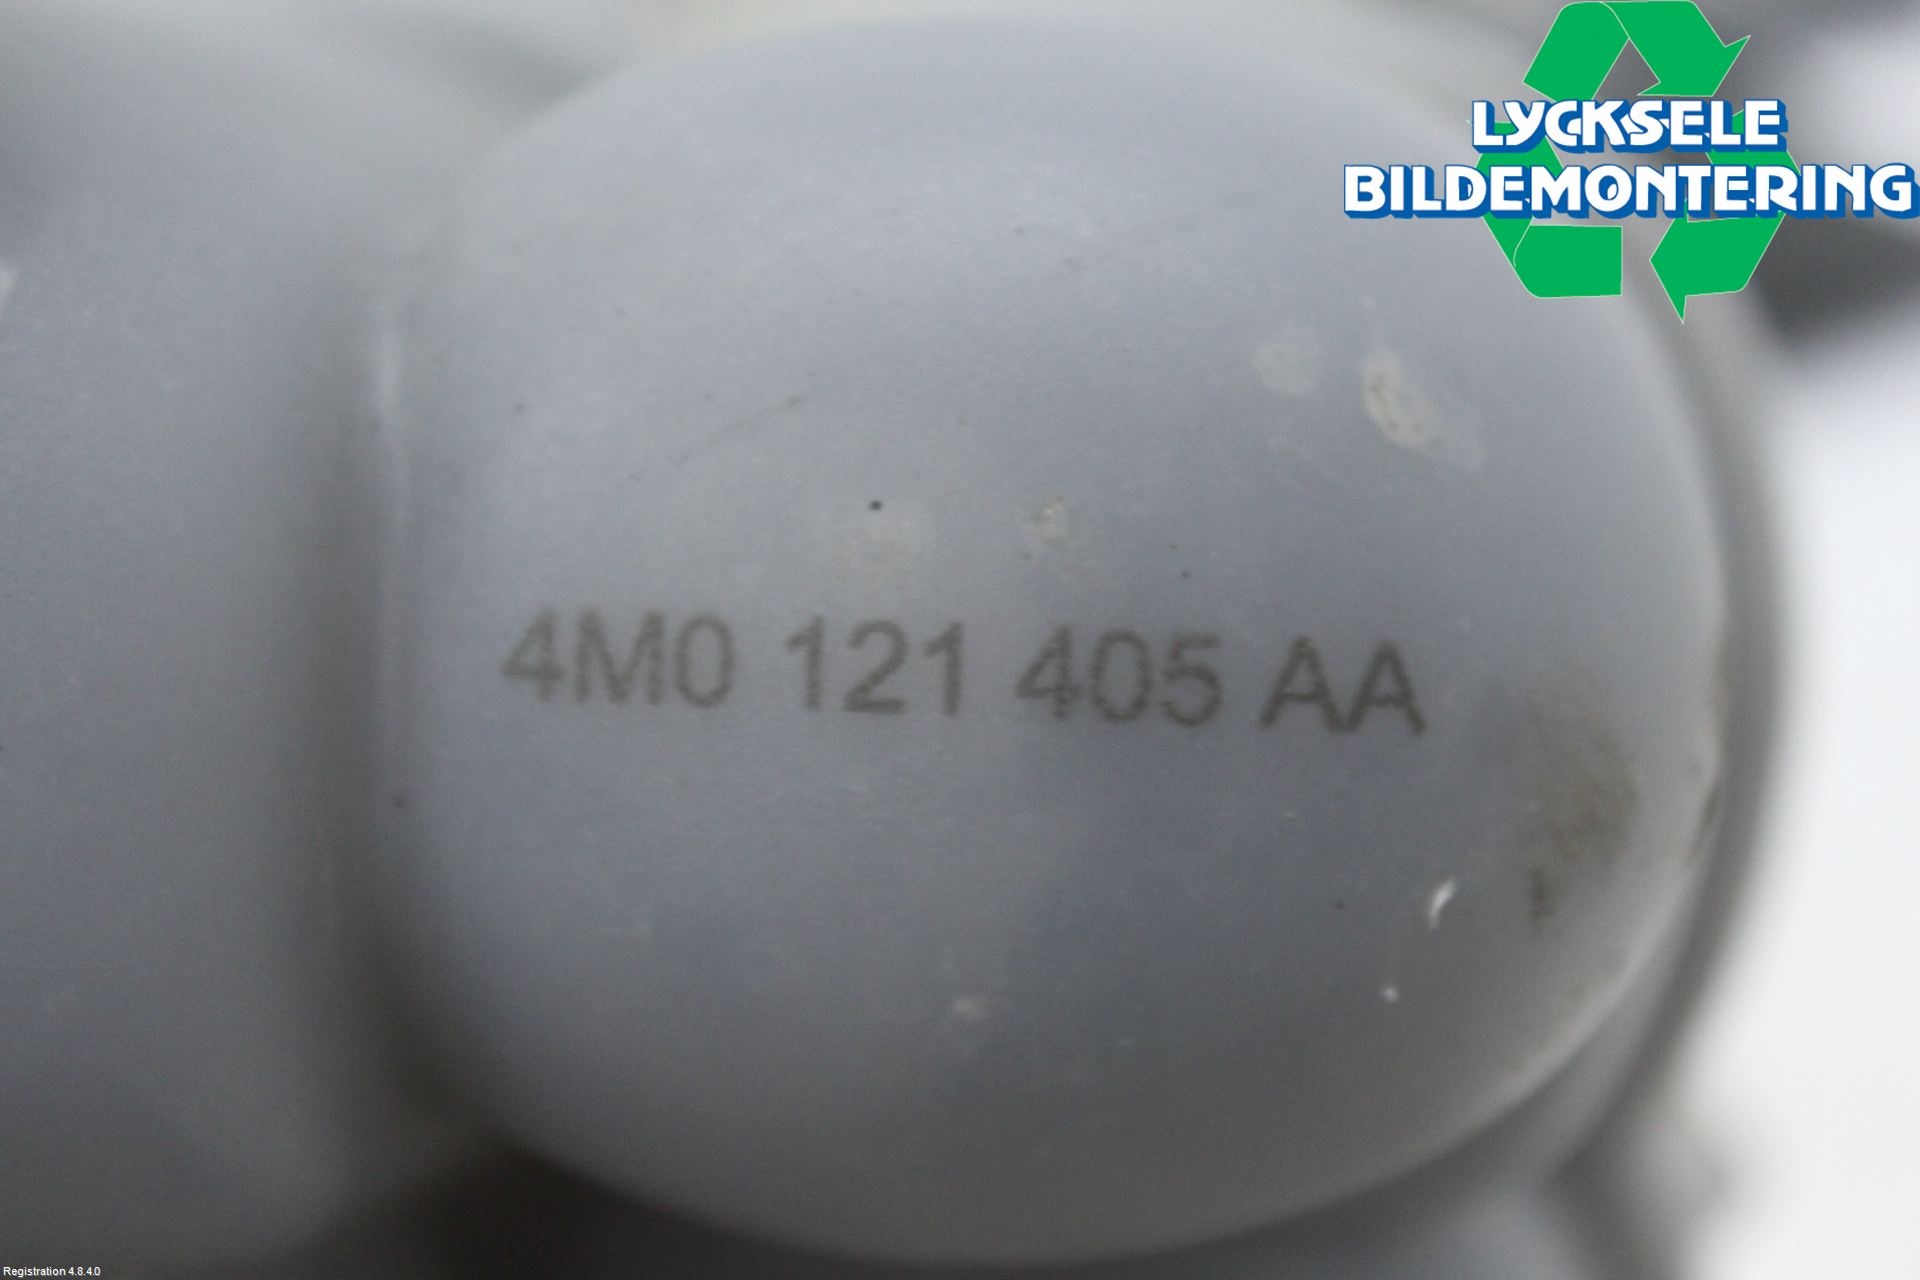 LYCKSELE
BILDEMONTERING
4M0 121 405 AA
Registration 4.8.4.0